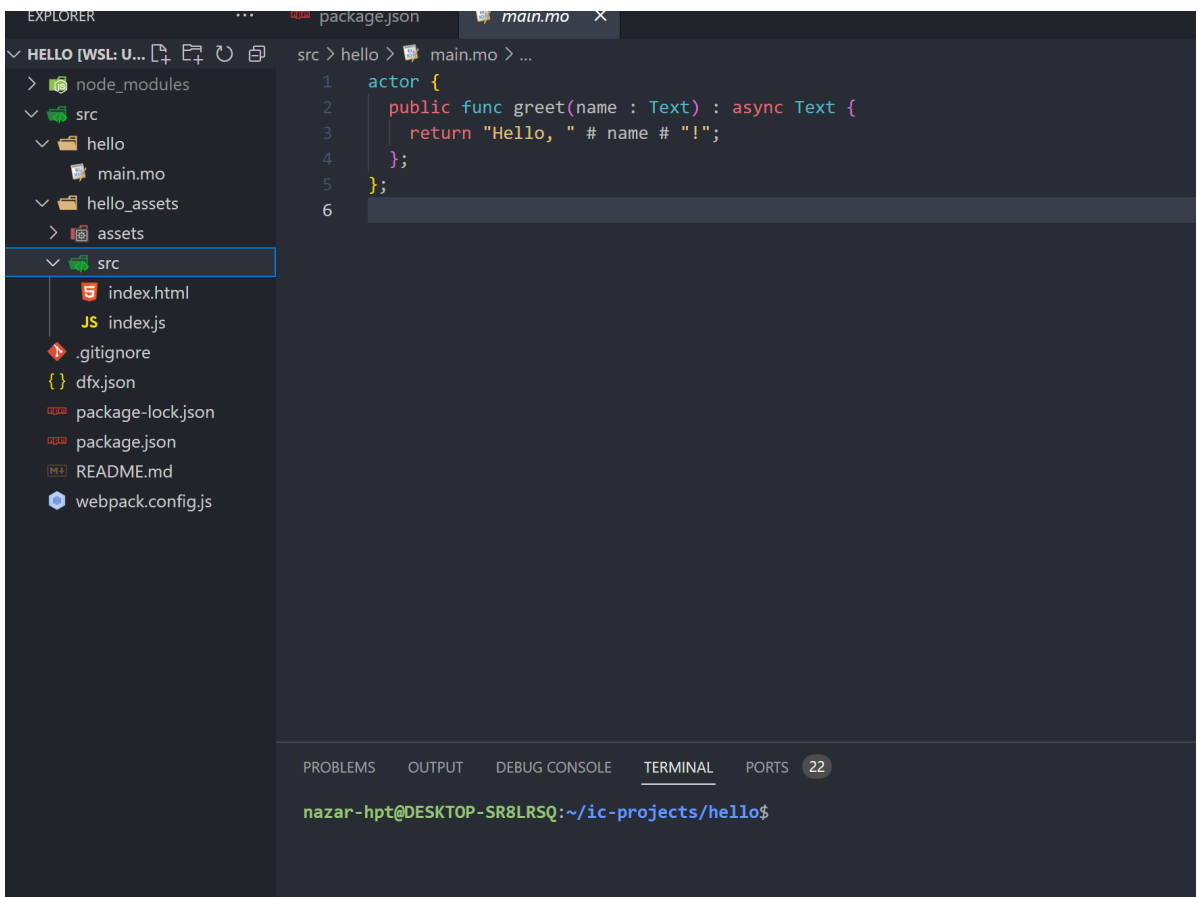 EXPLORER ...
HELLO [WSL: U...
node_modules
src
hello
main.mo
hello_assets
assets
src
index.html
JS index.js
.gitignore
{ } dfx.json
package-lock.json
package.json
README.md
webpack.config.js
package.json main.mo ×
src > hello > main.mo > ...
1 actor {
2 public func greet(name : Text) : async Text {
3 return "Hello, " # name # "!";
4 };
5 };
6
PROBLEMS OUTPUT DEBUG CONSOLE TERMINAL PORTS 22
nazar-hpt@DESKTOP-SR8LRSQ:~/ic-projects/hello$